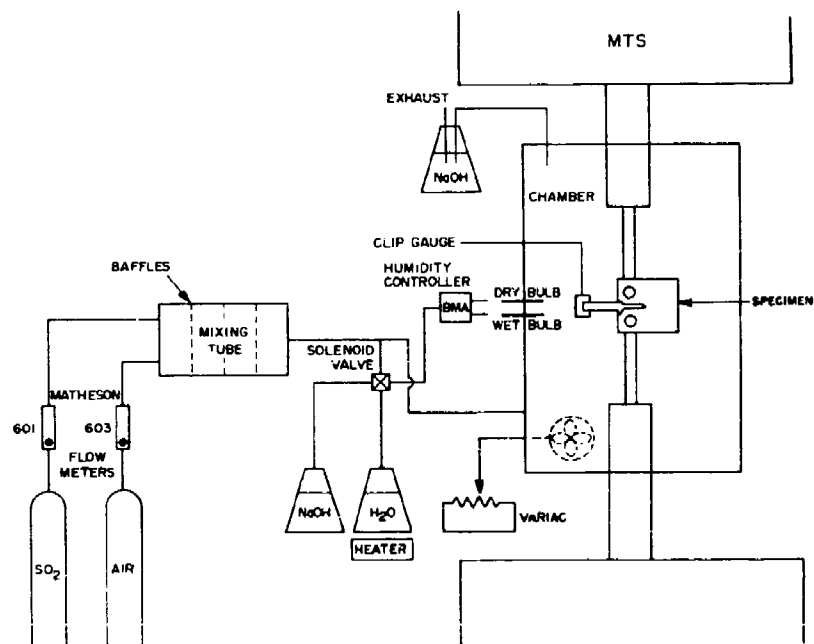 MTS
EXHAUST
NaOH
CHAMBER
CLIP GAUGE
HUMIDITY
CONTROLLER
BMA
DRY BULB
WET BULB
SPECIMEN
BAFFLES
MIXING
TUBE
SOLENOID
VALVE
MATHESON
601
603
FLOW
METERS
NaOH
H2O
HEATER
VARIAC
SO2
AIR